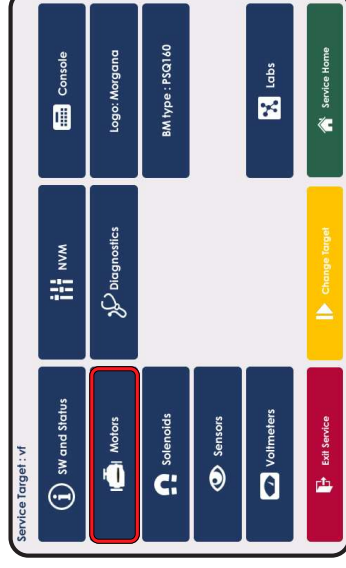 Service Target : vf
SW and Status
NVM
Console
Motors
Diagnostics
Logo: Morgana
Solenoids
BM type : PSQ160
Sensors
Voltmeters
Labs
Exit Service
Change Target
Service Home